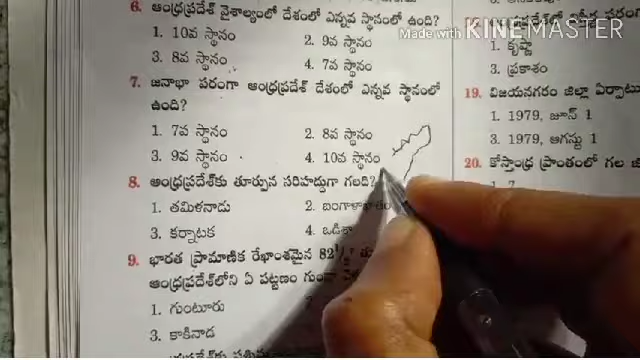 6. ఆంధ్రప్రదేశ్ వైశాల్యంలో దేశంలో ఎన్నవ స్థానంలో ఉంది?
1. 10వ స్థానం 2. 9వ స్థానం
3. 8వ స్థానం 4. 7వ స్థానం
7. జనాభా పరంగా ఆంధ్రప్రదేశ్ దేశంలో ఎన్నవ స్థానంలో
ఉంది?
1. 7వ స్థానం 2. 8వ స్థానం
3. 9వ స్థానం 4. 10వ స్థానం
8. ఆంధ్రప్రదేశ్‌కు తూర్పున సరిహద్దుగా గలది?
1. తమిళనాడు 2. బంగాళాఖాతం
3. కర్నాటక 4. ఒడిశా
9. భారత ప్రామాణిక రేఖాంశమైన 82½°
ఆంధ్రప్రదేశ్‌లోని ఏ పట్టణం గుండా
1. గుంటూరు
3. కాకినాడ
Made with KINEMASTER
1. కృష్ణా
3. ప్రకాశం
19. విజయనగరం జిల్లా ఏర్పాటు
1. 1979, జూన్ 1
3. 1979, ఆగస్టు 1
20. కోస్తాంధ్ర ప్రాంతంలో గల
1. 7